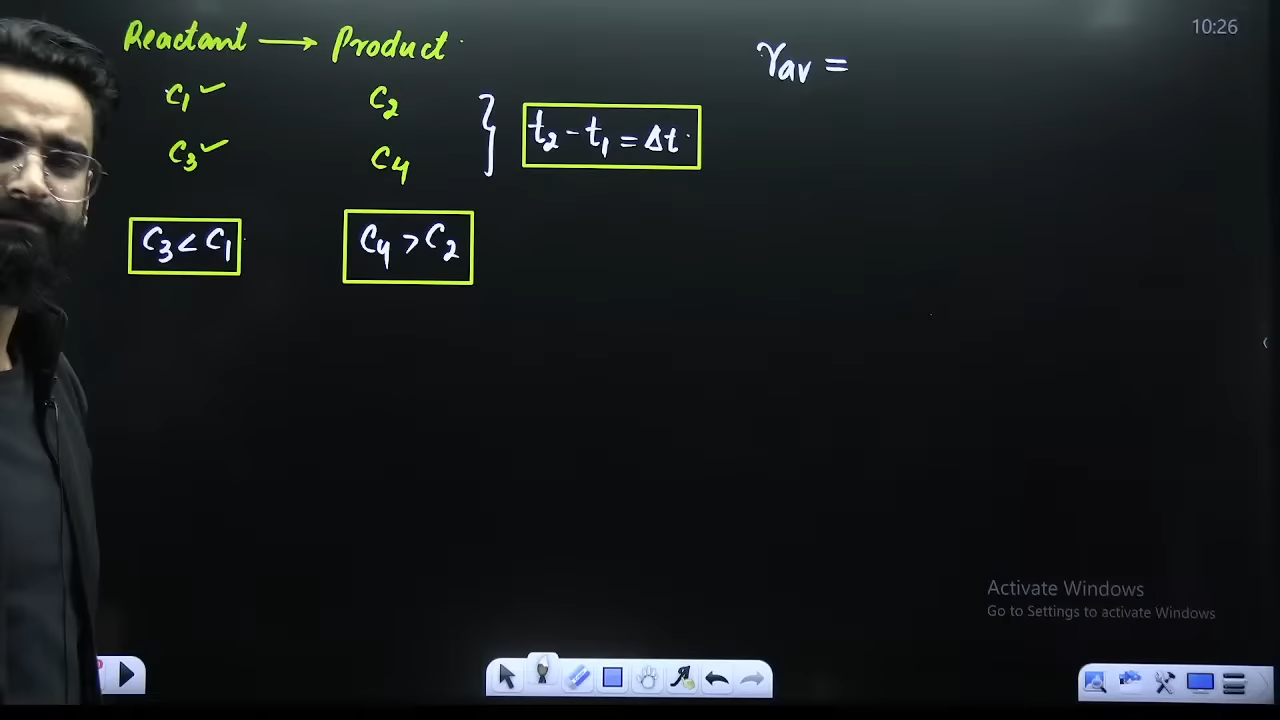 Reactant ⟶ Product
C₁ ✓ C₂
C₃ ✓ C₄
t₂ - t₁ = Δt
C₃ < C₁
C₄ > C₂
r_av =
10:26
Activate Windows
Go to Settings to activate Windows